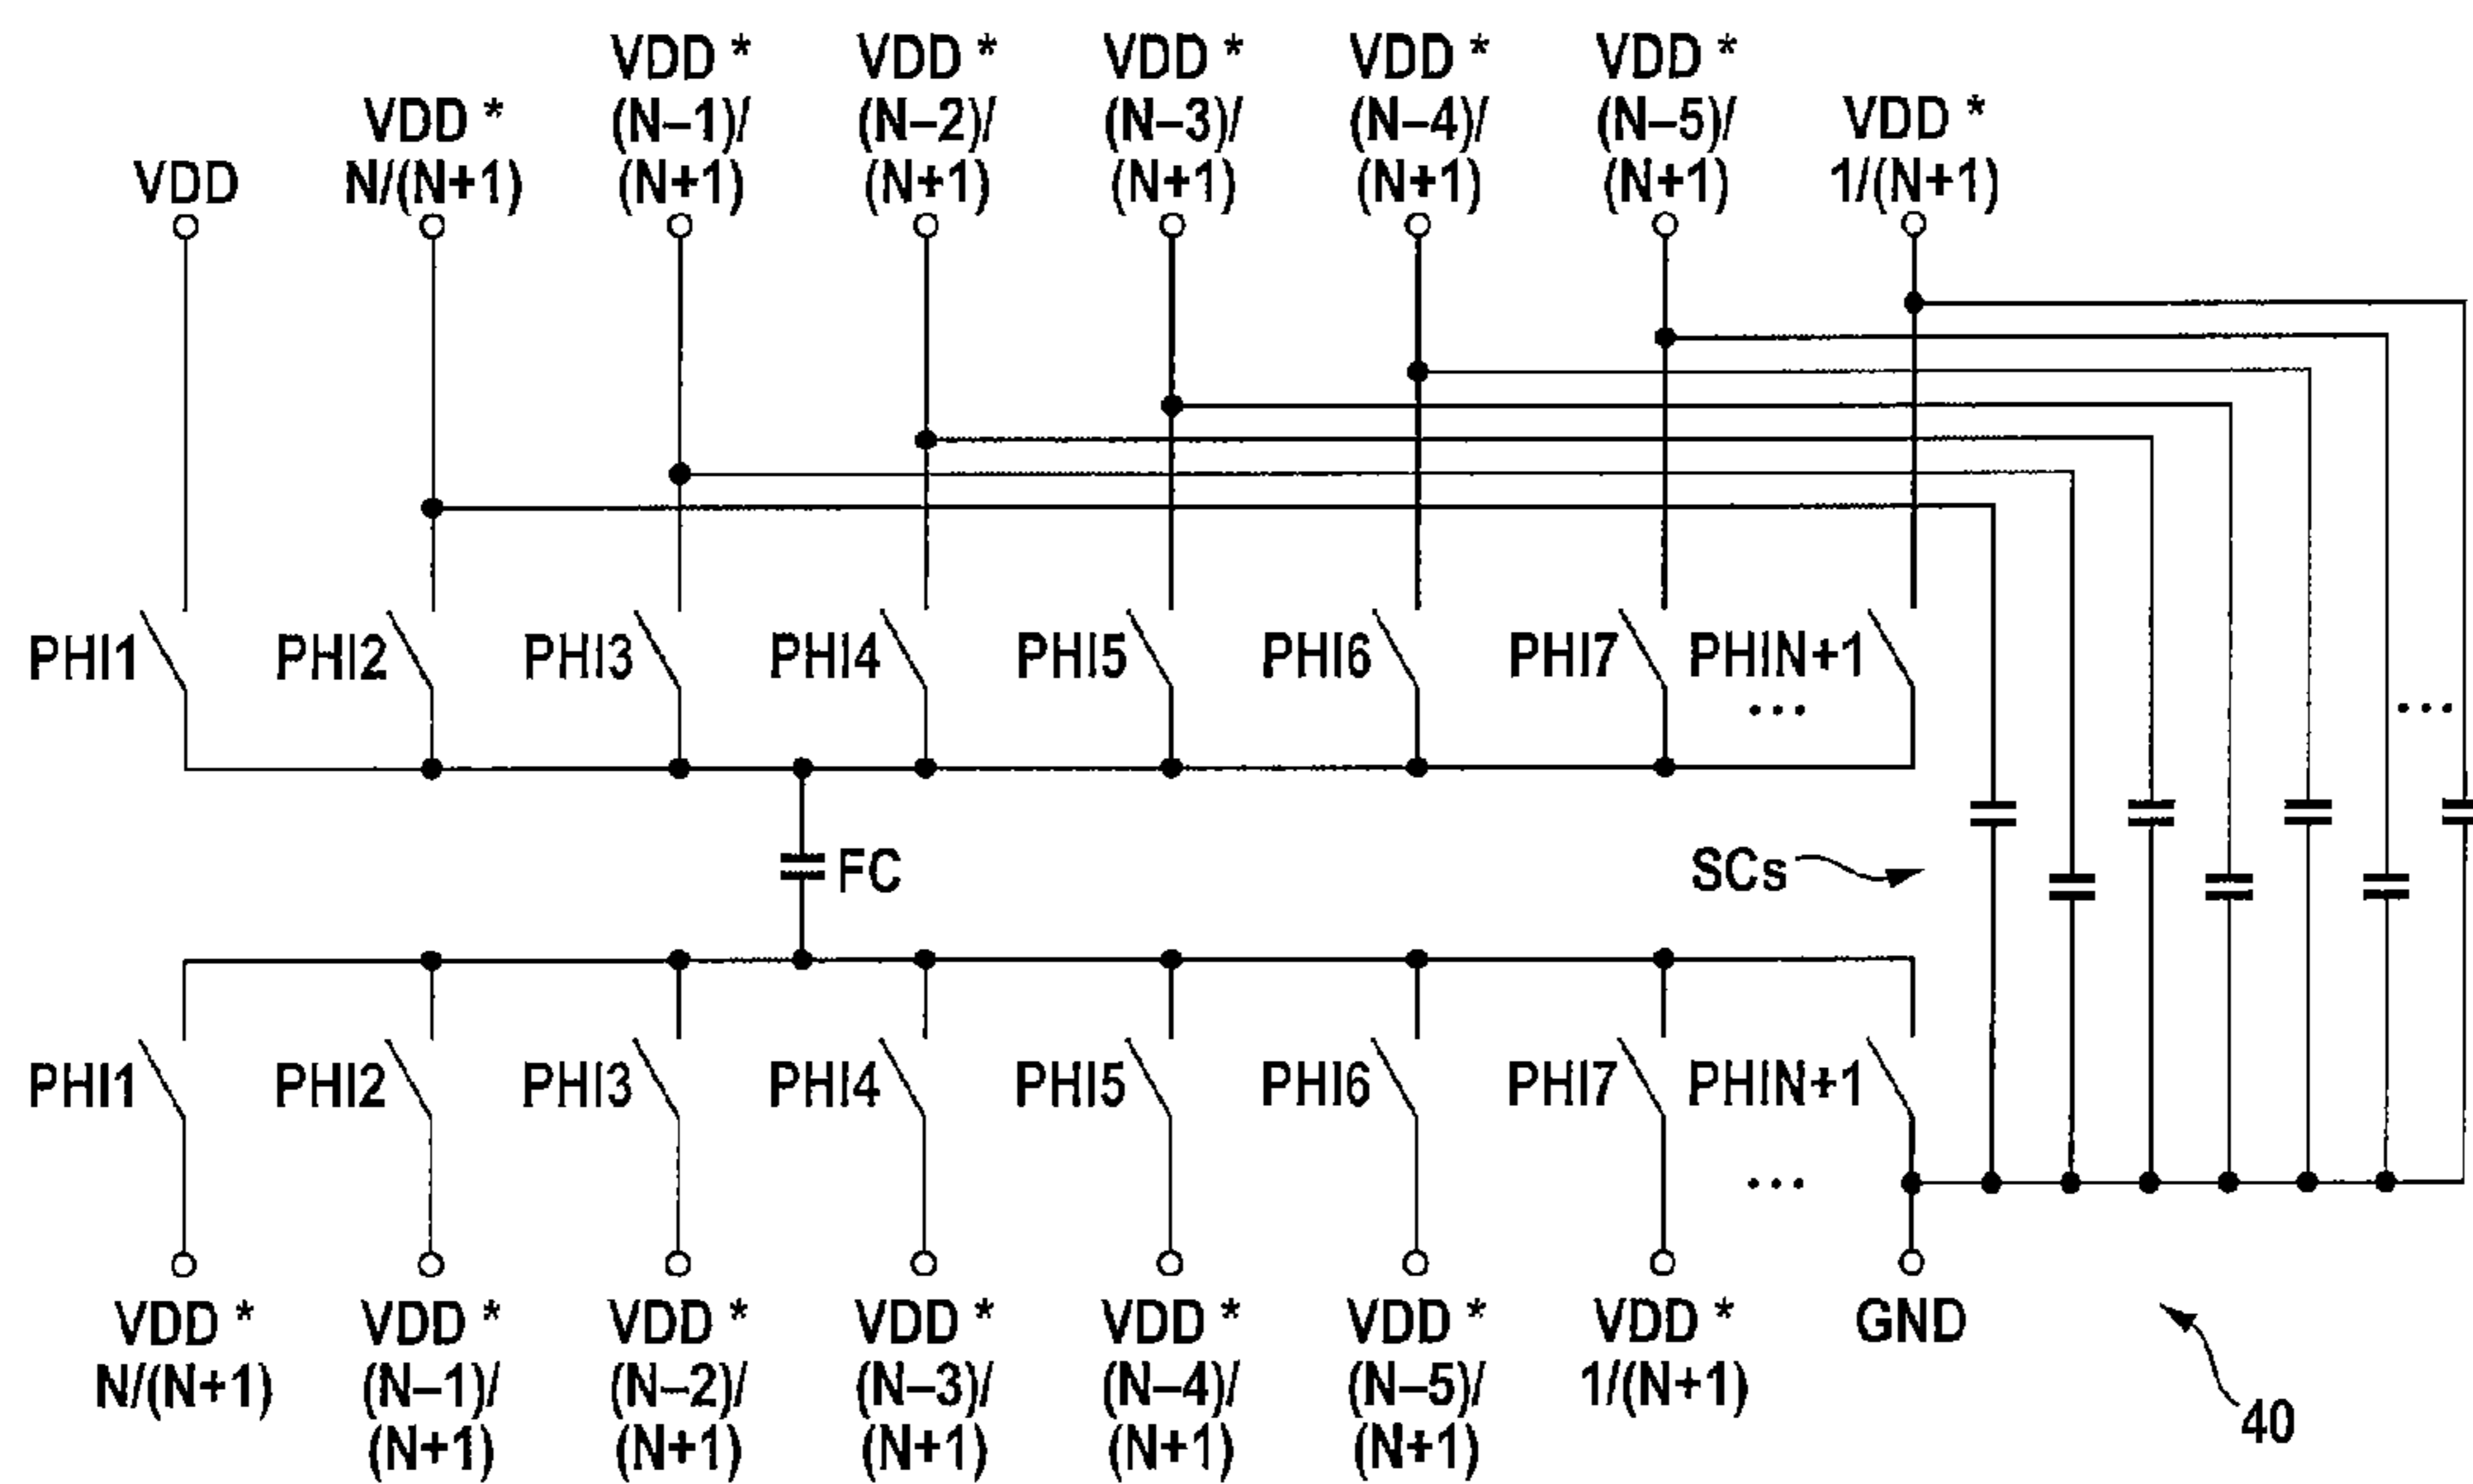 VDD
VDD *
N/(N+1)
VDD *
(N–1)/
(N+1)
VDD *
(N–2)/
(N+1)
VDD *
(N–3)/
(N+1)
VDD *
(N–4)/
(N+1)
VDD *
(N–5)/
(N+1)
VDD *
1/(N+1)
PHI1
PHI2
PHI3
PHI4
PHI5
PHI6
PHI7
PHIN+1
...
...
FC
SCs
PHI1
PHI2
PHI3
PHI4
PHI5
PHI6
PHI7
PHIN+1
...
VDD *
N/(N+1)
VDD *
(N–1)/
(N+1)
VDD *
(N–2)/
(N+1)
VDD *
(N–3)/
(N+1)
VDD *
(N–4)/
(N+1)
VDD *
(N–5)/
(N+1)
VDD *
1/(N+1)
GND
40